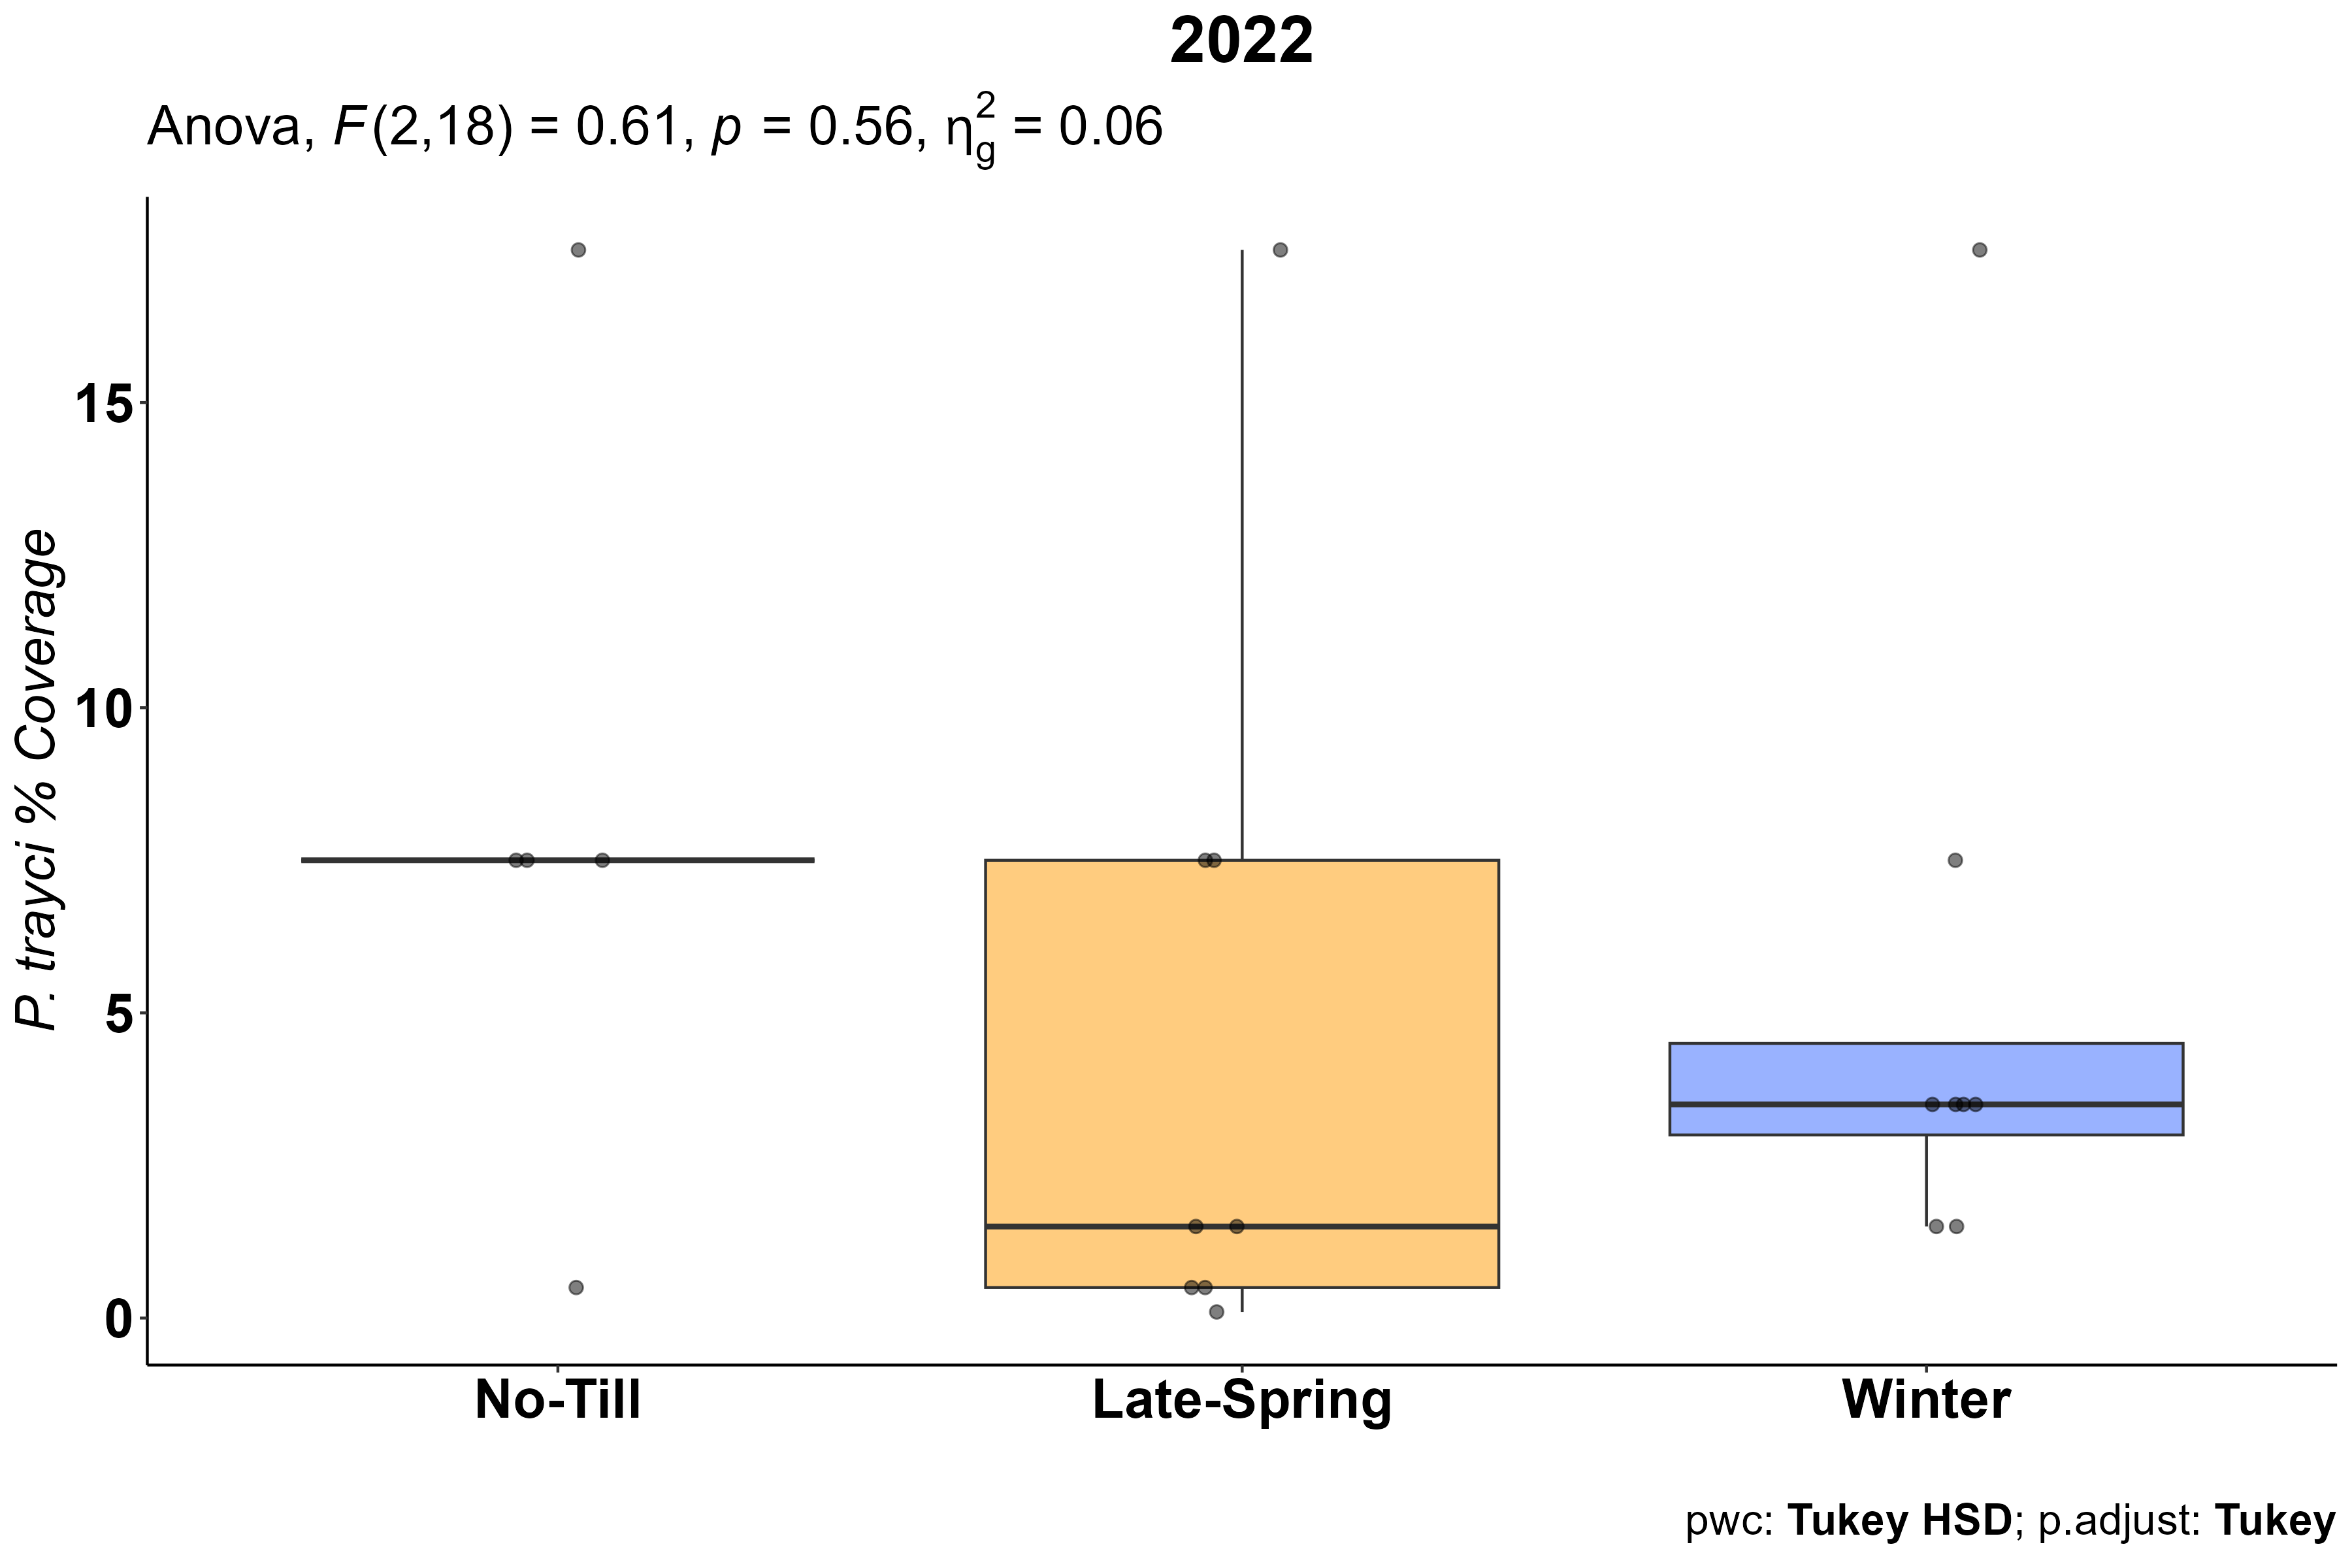 2022
Anova, F(2,18) = 0.61, p = 0.56, η²g = 0.06
P. trayci % Coverage
15
10
5
0
No-Till Late-Spring Winter
pwc: Tukey HSD; p.adjust: Tukey